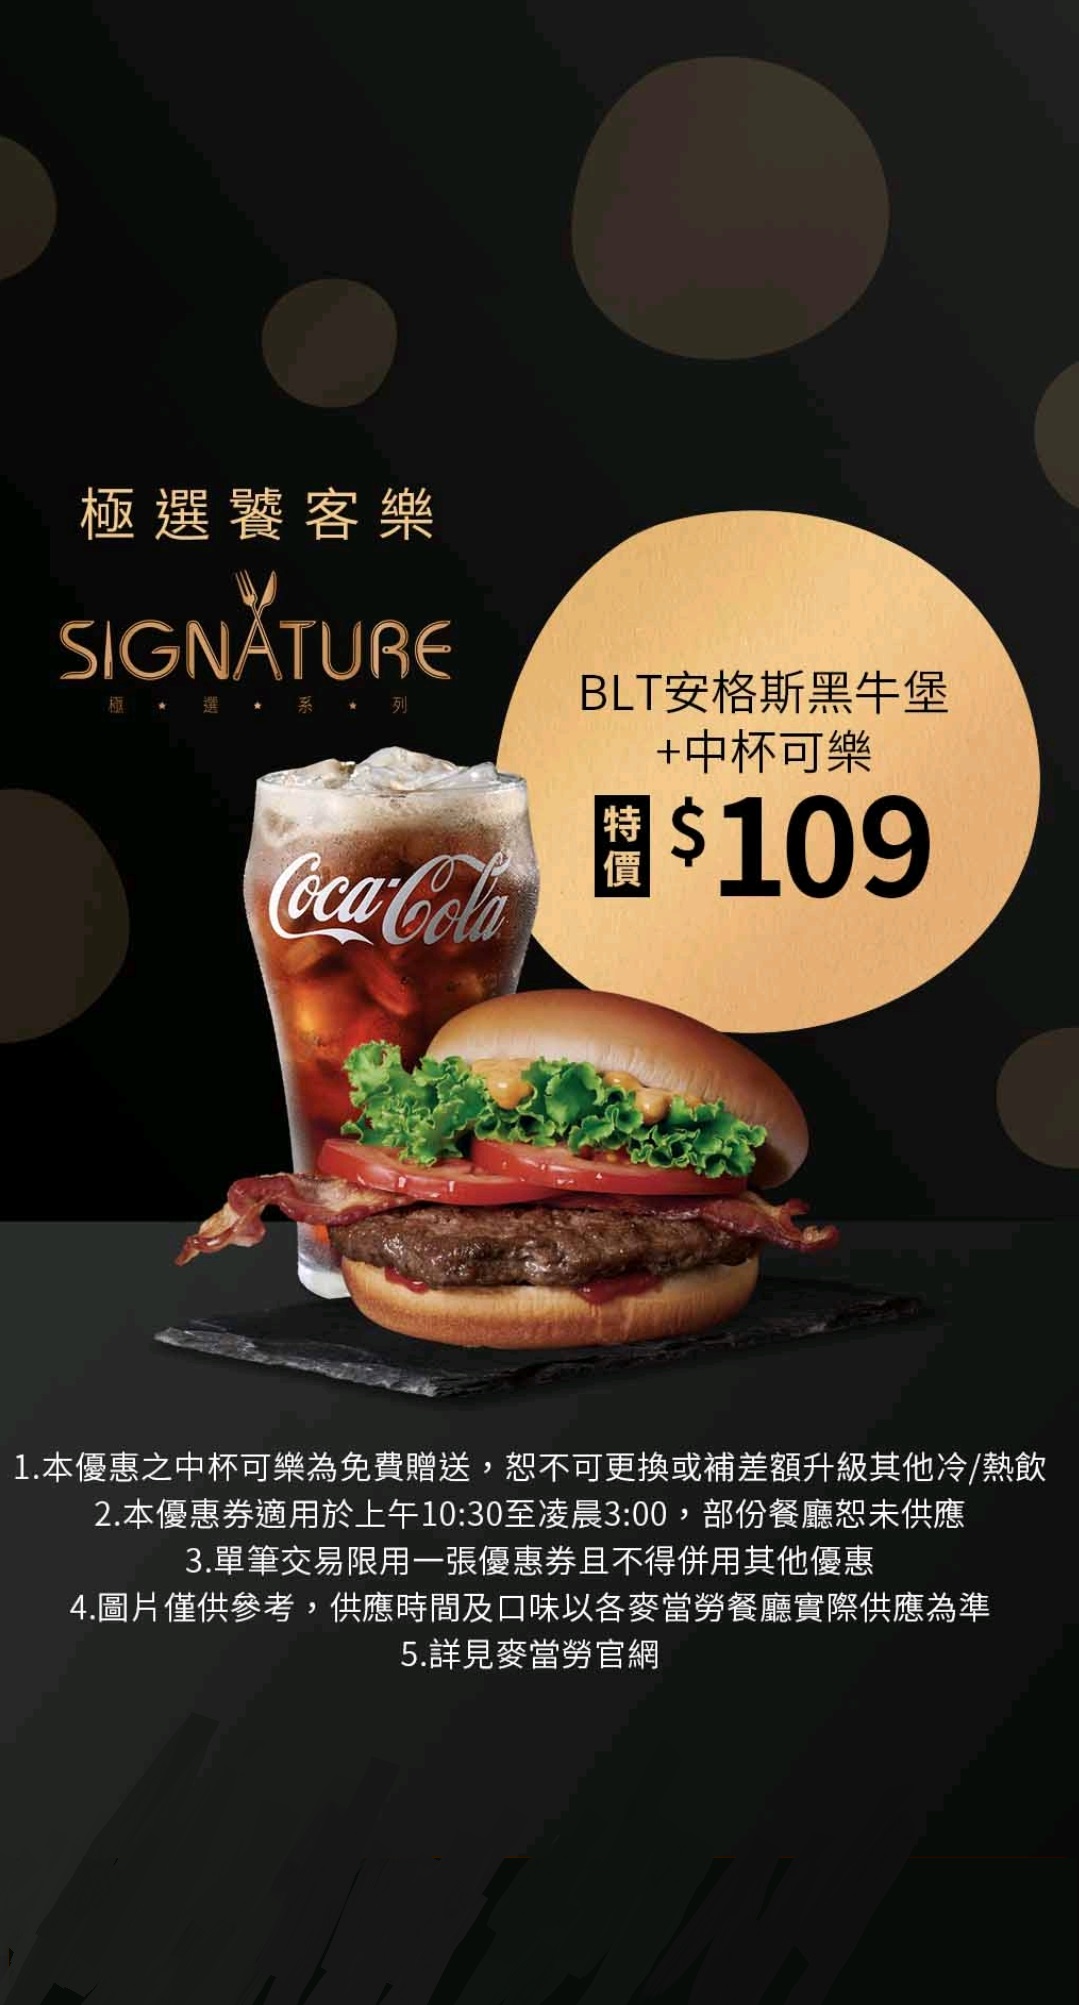 極選饕客樂
SIGNATURE
極★選★系★列
BLT安格斯黑牛堡
+中杯可樂
特價 $109
Coca-Cola
1.本優惠之中杯可樂為免費贈送，恕不可更換或補差額升級其他冷/熱飲
2.本優惠券適用於上午10:30至凌晨3:00，部份餐廳恕未供應
3.單筆交易限用一張優惠券且不得併用其他優惠
4.圖片僅供參考，供應時間及口味以各麥當勞餐廳實際供應為準
5.詳見麥當勞官網